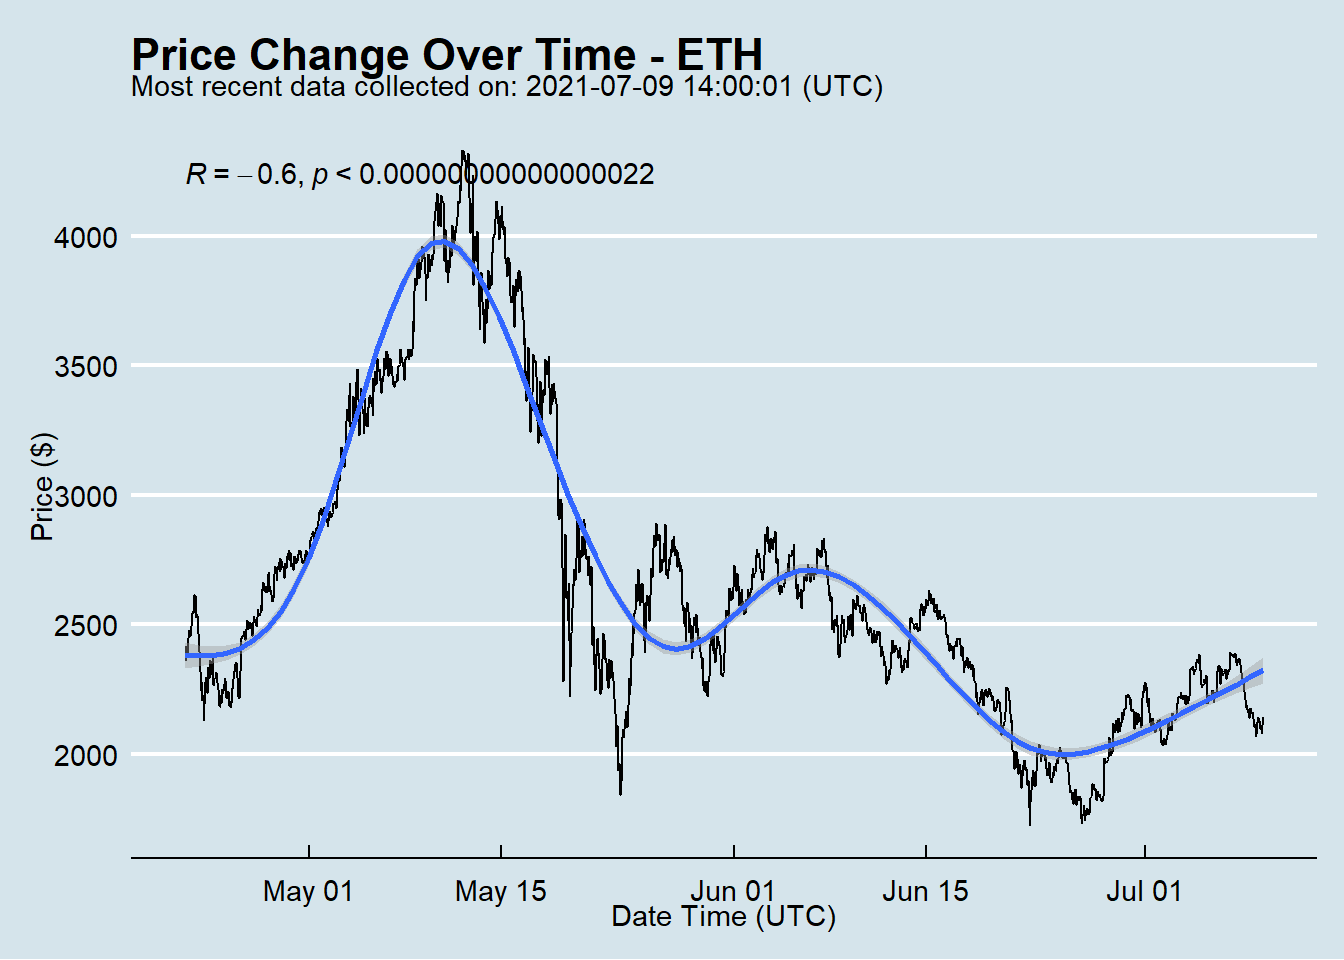 Price Change Over Time - ETH
Most recent data collected on: 2021-07-09 14:00:01 (UTC)
R = −0.6, p < 0.00000000000000022
4000
3500
3000
2500
2000
Price ($)
May 01
May 15
Jun 01
Jun 15
Jul 01
Date Time (UTC)